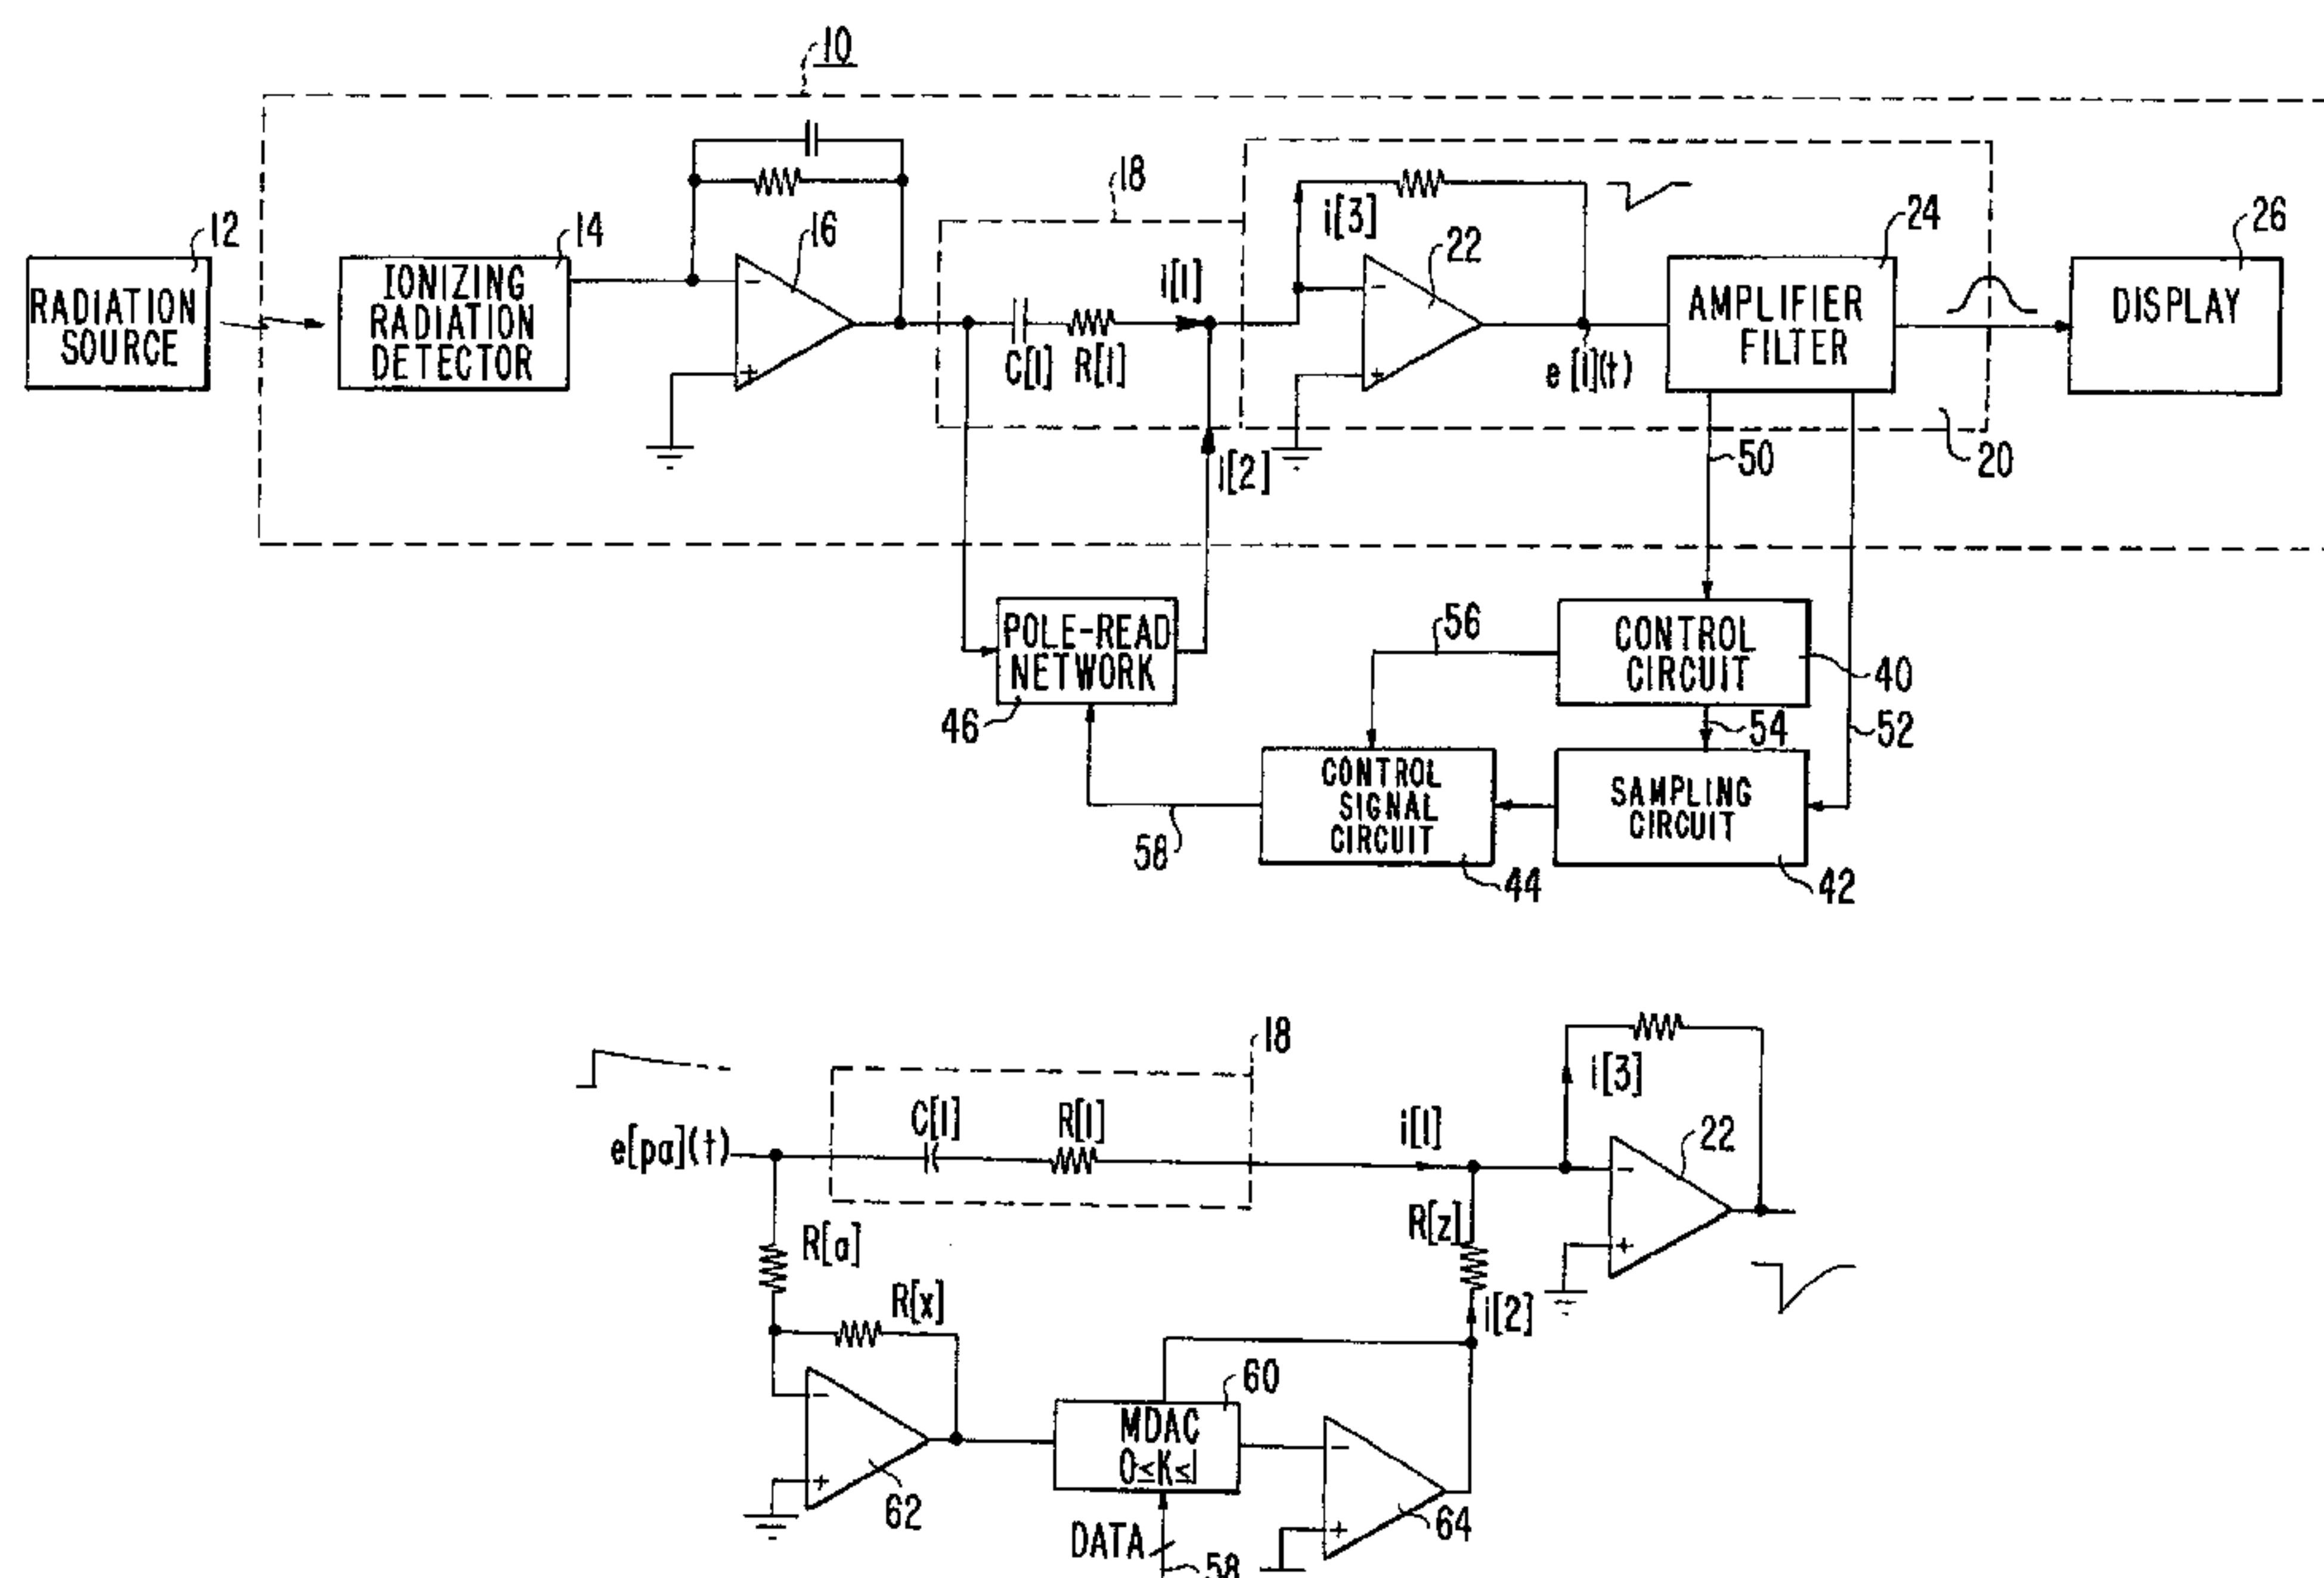 10
12
RADIATION
SOURCE
14
IONIZING
RADIATION
DETECTOR
-
+
16
18
C[1]
R[1]
i[1]
i[2]
i[3]
-
+
22
e[1](t)
24
AMPLIFIER
FILTER
20
26
DISPLAY
50
52
POLE-READ
NETWORK
46
56
CONTROL
CIRCUIT
40
54
58
CONTROL
SIGNAL
CIRCUIT
44
SAMPLING
CIRCUIT
42
18
e[pa](t)
C[1]
R[1]
i[1]
i[3]
-
+
22
R[a]
R[x]
R[z]
i[2]
-
+
62
60
MDAC
0≤K≤1
-
+
64
DATA
58